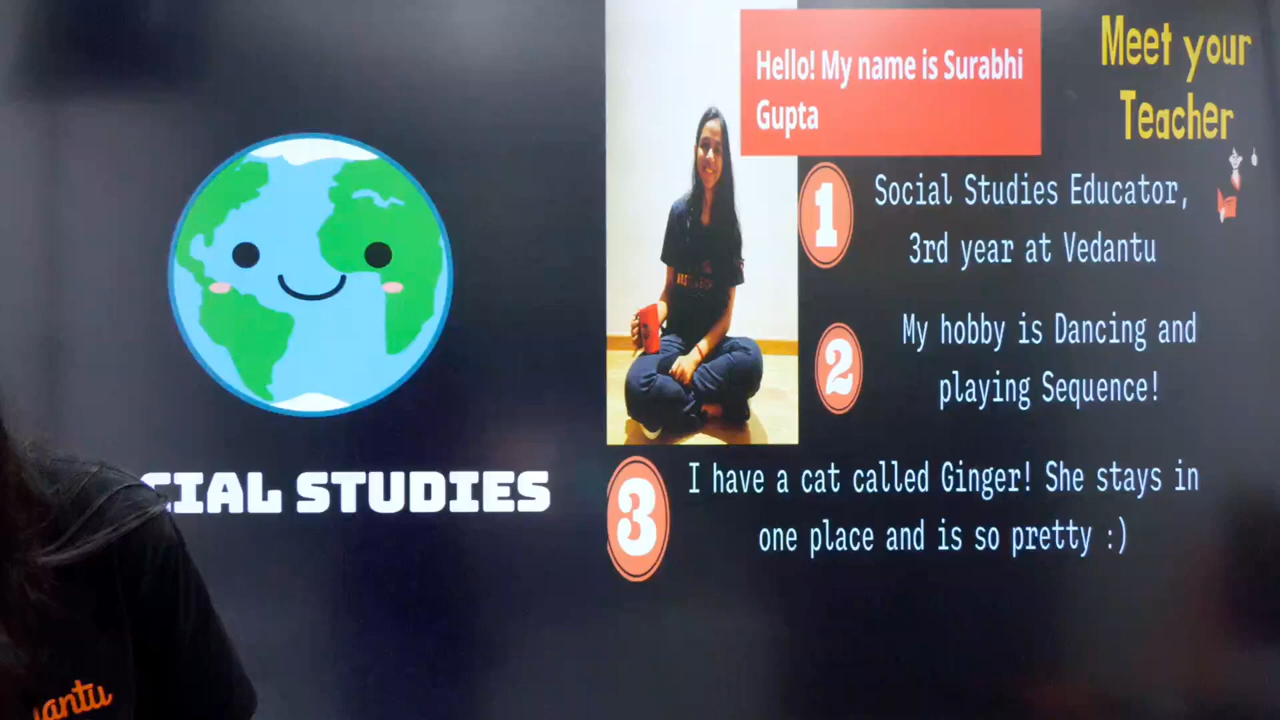 Hello! My name is Surabhi
Gupta
Meet your
Teacher
1
Social Studies Educator,
3rd year at Vedantu
2
My hobby is Dancing and
playing Sequence!
3
I have a cat called Ginger! She stays in
one place and is so pretty :)
CIAL STUDIES
antu